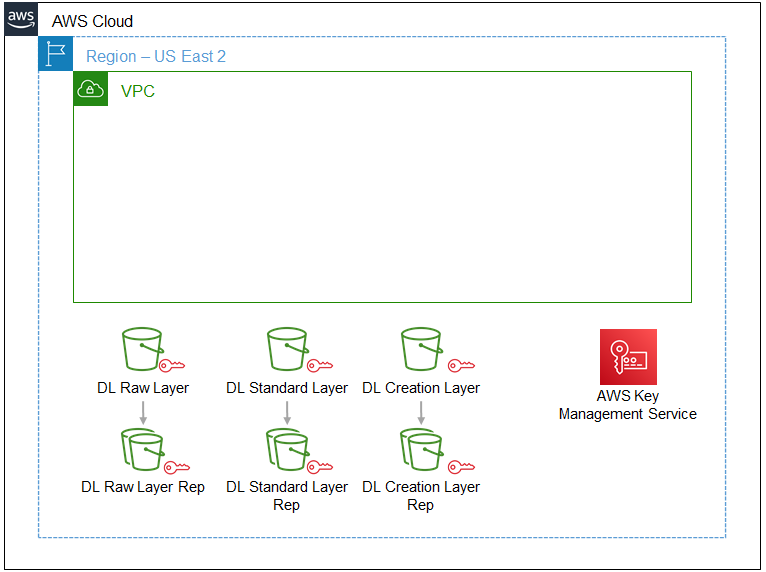 aws
AWS Cloud
Region – US East 2
VPC
DL Raw Layer
DL Standard Layer
DL Creation Layer
AWS Key
Management Service
DL Raw Layer Rep
DL Standard Layer
Rep
DL Creation Layer
Rep